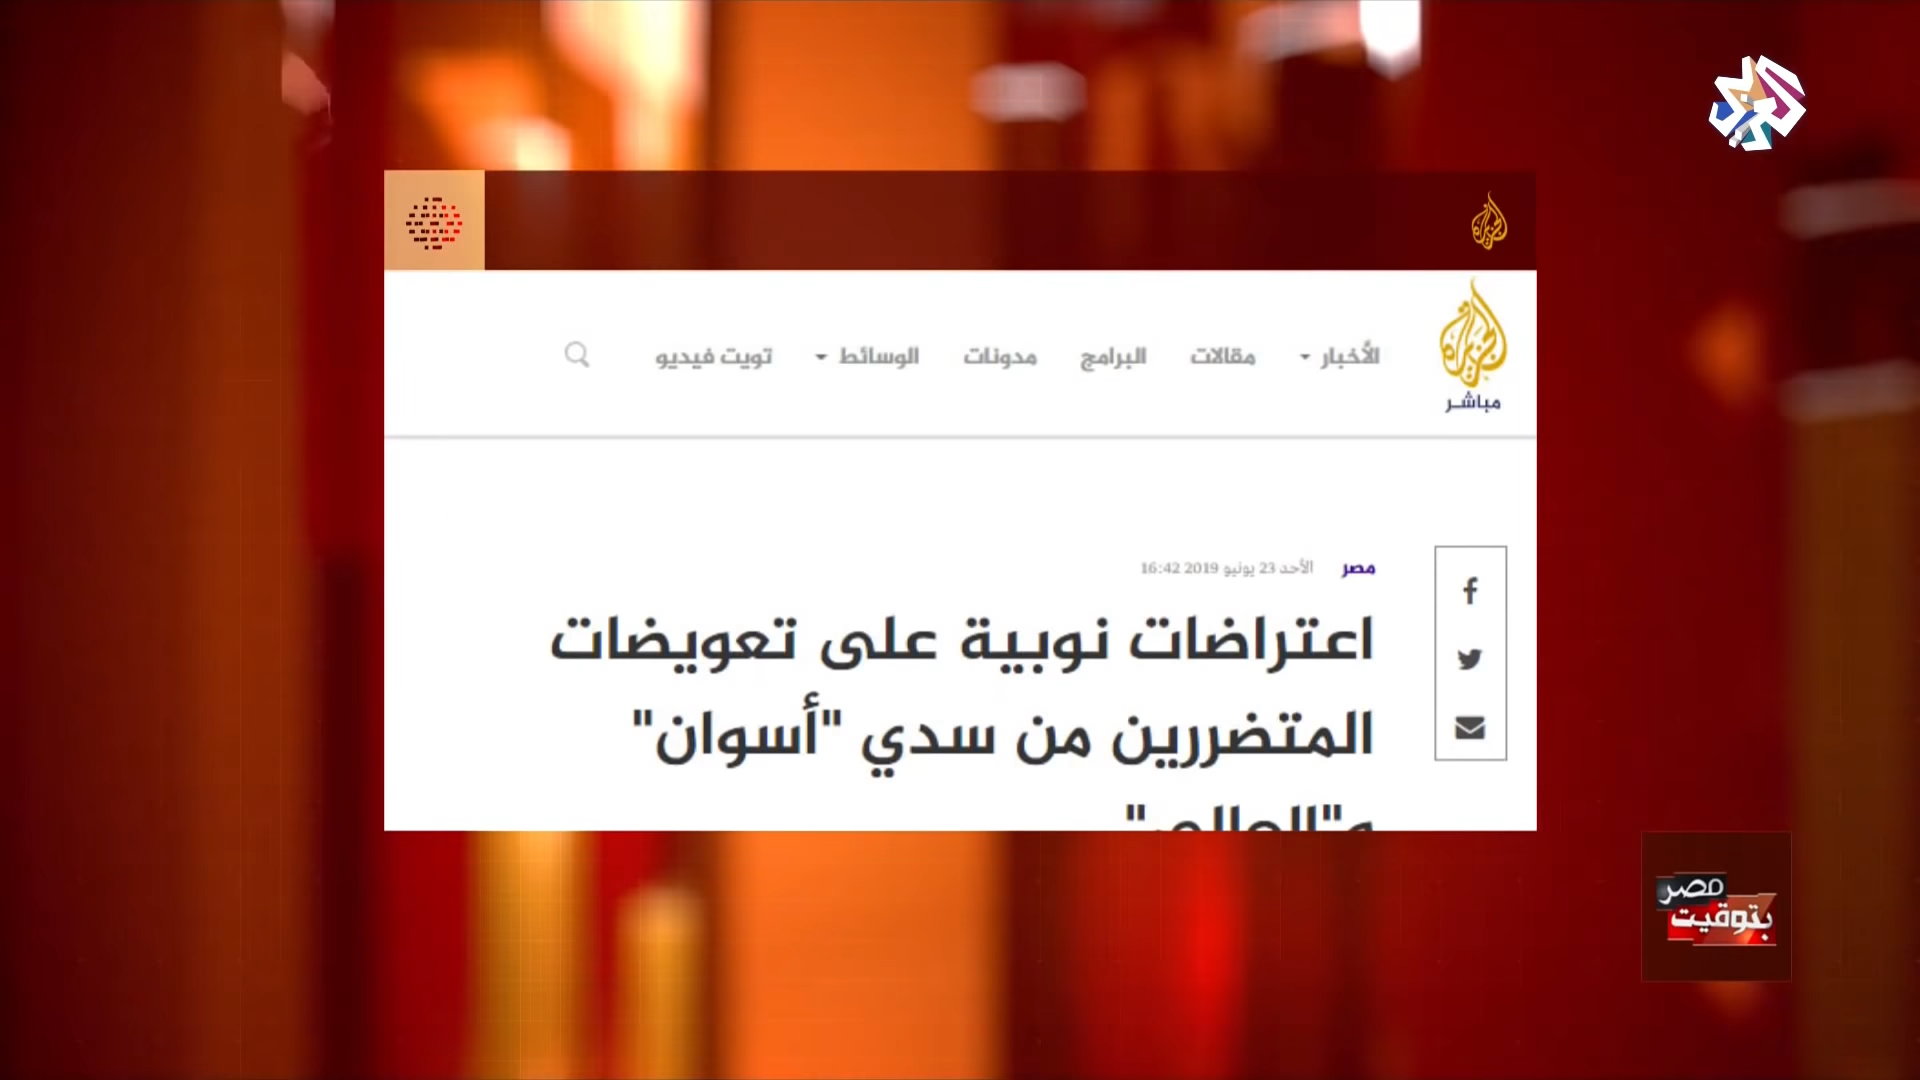 الأخبار مقالات البرامج مدونات الوسائط تويت فيديو
مباشر
مصر الأحد 23 يونيو 2019 16:42
اعتراضات نوبية على تعويضات
المتضررين من سدي "أسوان"
مصر
بتوقيت